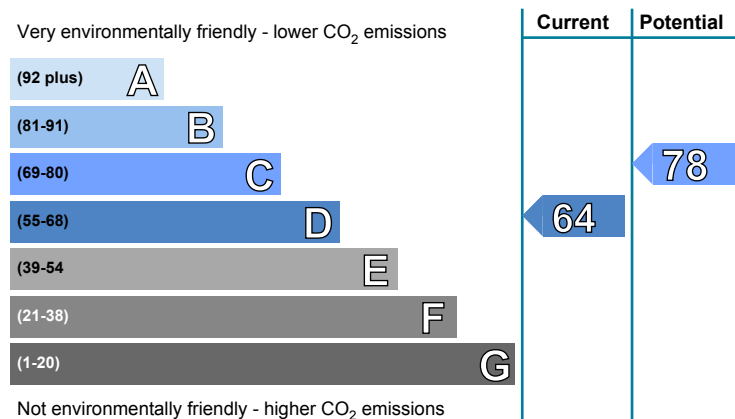 Very environmentally friendly - lower CO₂ emissions
Current
Potential
(92 plus) A
(81-91) B
(69-80) C
78
(55-68) D
64
(39-54 E
(21-38) F
(1-20) G
Not environmentally friendly - higher CO₂ emissions